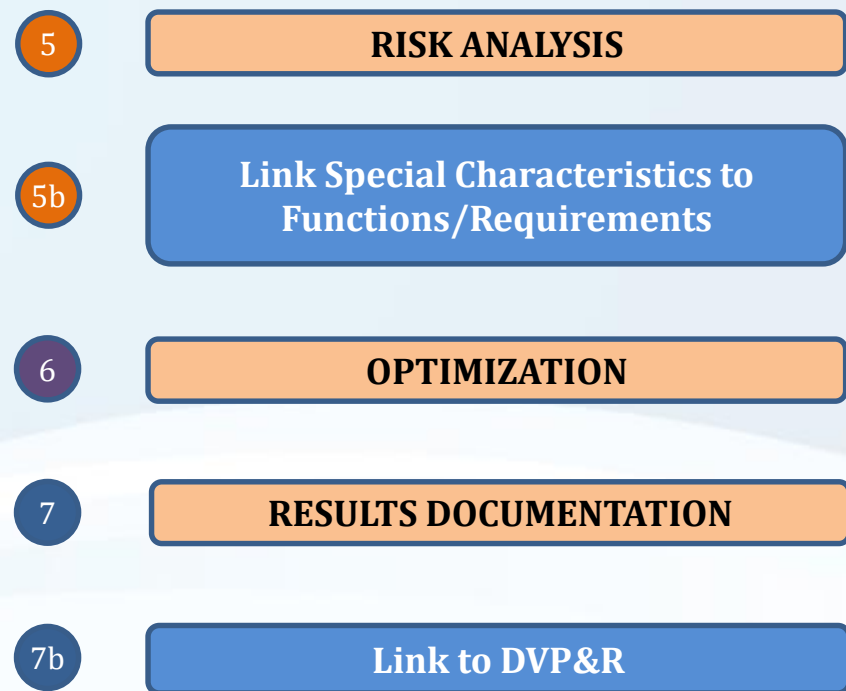 5
RISK ANALYSIS
5b
Link Special Characteristics to
Functions/Requirements
6
OPTIMIZATION
7
RESULTS DOCUMENTATION
7b
Link to DVP&R